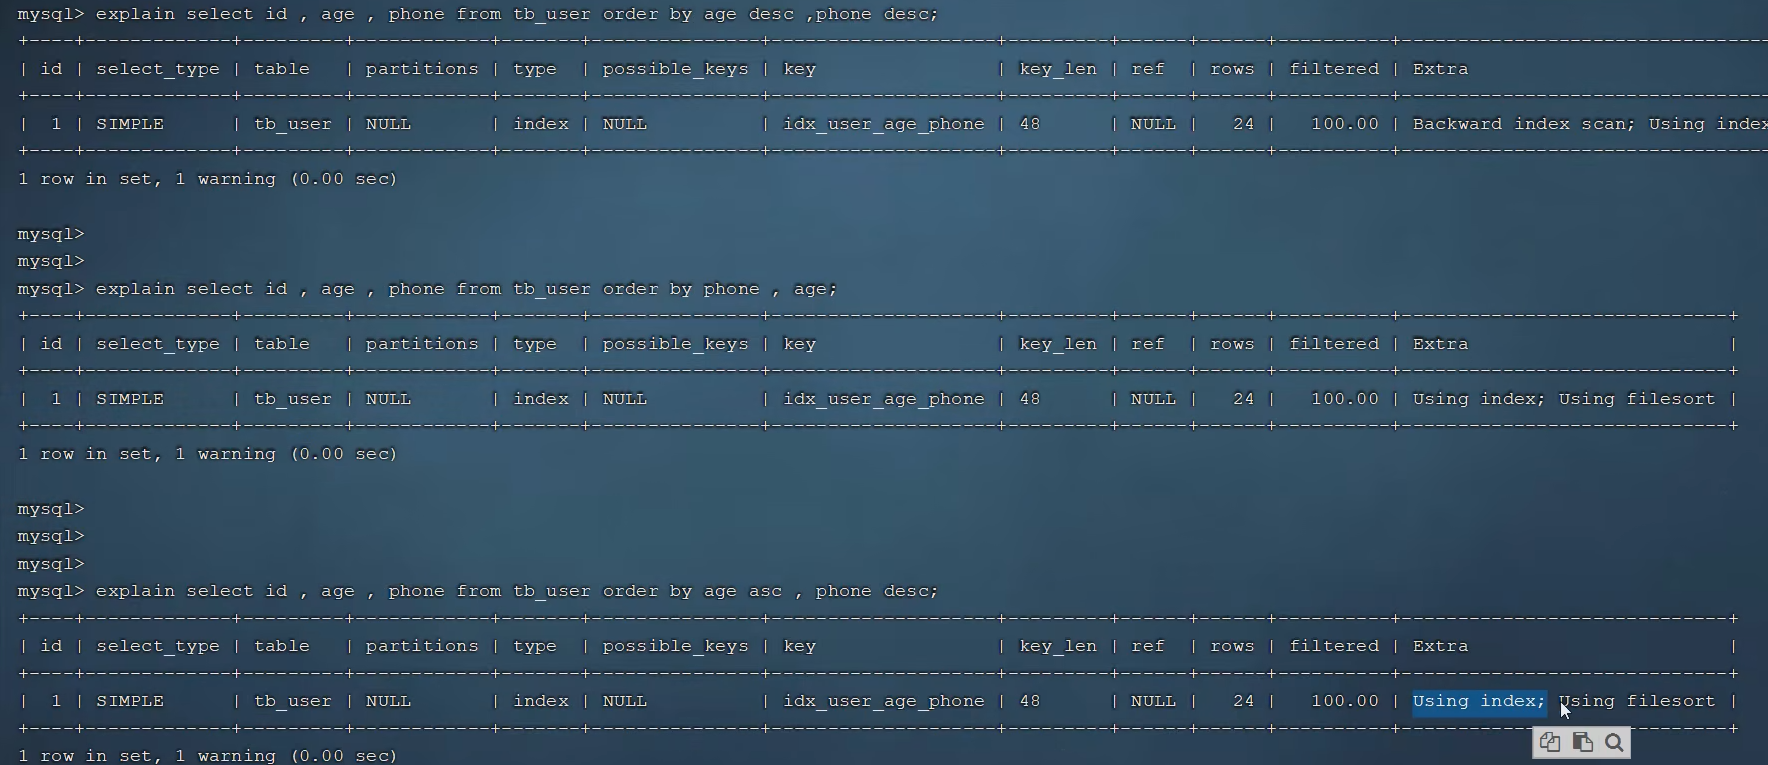 mysql> explain select id , age , phone from tb_user order by age desc ,phone desc;
+----+-------------+---------+------------+-------+---------------+--------------------+---------+------+------+----------+------------------------------
| id | select_type | table   | partitions | type  | possible_keys | key                | key_len | ref  | rows | filtered | Extra
+----+-------------+---------+------------+-------+---------------+--------------------+---------+------+------+----------+------------------------------
|  1 | SIMPLE      | tb_user | NULL       | index | NULL          | idx_user_age_phone | 48      | NULL |   24 |   100.00 | Backward index scan; Using index
+----+-------------+---------+------------+-------+---------------+--------------------+---------+------+------+----------+------------------------------
1 row in set, 1 warning (0.00 sec)
mysql>
mysql>
mysql> explain select id , age , phone from tb_user order by phone , age;
+----+-------------+---------+------------+-------+---------------+--------------------+---------+------+------+----------+-----------------------------+
| id | select_type | table   | partitions | type  | possible_keys | key                | key_len | ref  | rows | filtered | Extra                       |
+----+-------------+---------+------------+-------+---------------+--------------------+---------+------+------+----------+-----------------------------+
|  1 | SIMPLE      | tb_user | NULL       | index | NULL          | idx_user_age_phone | 48      | NULL |   24 |   100.00 | Using index; Using filesort |
+----+-------------+---------+------------+-------+---------------+--------------------+---------+------+------+----------+-----------------------------+
1 row in set, 1 warning (0.00 sec)
mysql>
mysql>
mysql>
mysql> explain select id , age , phone from tb_user order by age asc , phone desc;
+----+-------------+---------+------------+-------+---------------+--------------------+---------+------+------+----------+-----------------------------+
| id | select_type | table   | partitions | type  | possible_keys | key                | key_len | ref  | rows | filtered | Extra                       |
+----+-------------+---------+------------+-------+---------------+--------------------+---------+------+------+----------+-----------------------------+
|  1 | SIMPLE      | tb_user | NULL       | index | NULL          | idx_user_age_phone | 48      | NULL |   24 |   100.00 | Using index; Using filesort |
+----+-------------+---------+------------+-------+---------------+--------------------+---------+------+------+----------+-----------------------------+
1 row in set, 1 warning (0.00 sec)